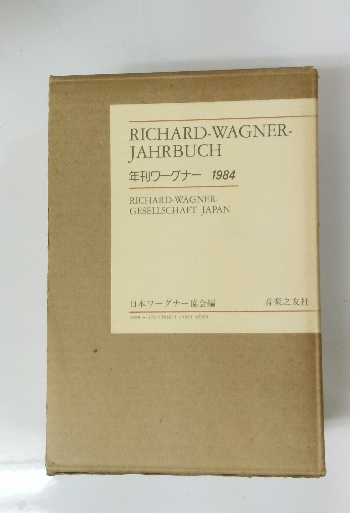 RICHARD-WAGNER-
JAHRBUCH
年刊ワーグナー 1984
RICHARD-WAGNER-
GESELLSCHAFT JAPAN
日本ワーグナー協会編 音楽之友社